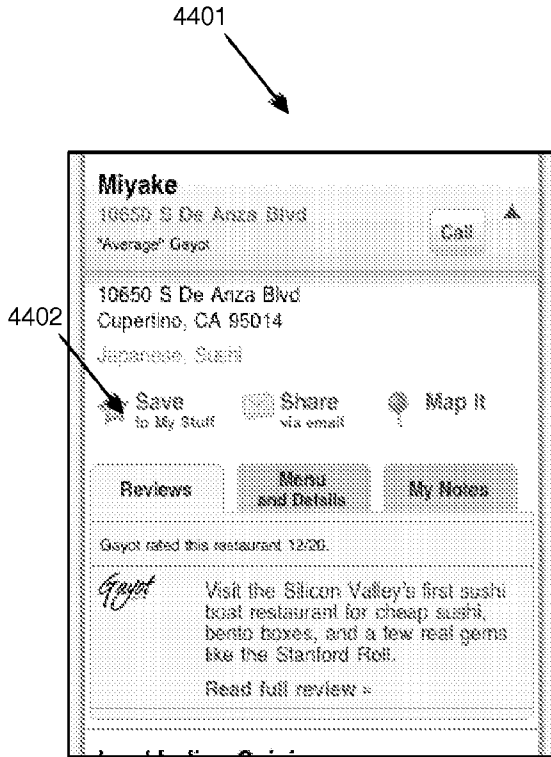 4401
Miyake
10650 S De Anza Blvd
"Average" Gayot
Call
10650 S De Anza Blvd
Cupertino, CA 95014
4402
Japanese, Sushi
Save
to My Stuff
Share
via email
Map It
Reviews
Menu
and Details
My Notes
Gayot rated this restaurant 12/20.
Gayot
Visit the Silicon Valley's first sushi
boat restaurant for cheap sushi,
bento boxes, and a few real gems
like the Stanford Roll.
Read full review »